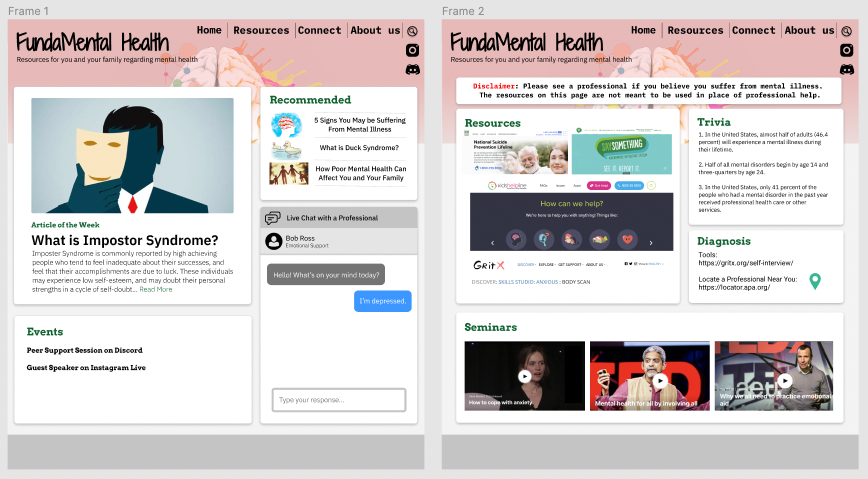 Frame 1
Home Resources Connect About us
FundaMental Health
Resources for you and your family regarding mental health
Article of the Week
What is Impostor Syndrome?
Imposter Syndrome is commonly reported by high achieving
people who tend to feel inadequate about their successes, and
feel that their accomplishments are due to luck. These individuals
may experience low self-esteem, and may doubt their personal
strengths in a cycle of self-doubt... Read More
Events
Peer Support Session on Discord
Guest Speaker on Instagram Live
Recommended
5 Signs You May be Suffering
From Mental Illness
What is Duck Syndrome?
How Poor Mental Health Can
Affect You and Your Family
Live Chat with a Professional
Bob Ross
Emotional Support
Hello! What's on your mind today?
I'm depressed.
Type your response...
Frame 2
Home Resources Connect About us
FundaMental Health
Resources for you and your family regarding mental health
Disclaimer: Please see a professional if you believe you suffer from mental illness.
The resources on this page are not meant to be used in place of professional help.
Resources
National Suicide
Prevention Lifeline
SAY
SOMETHING
SEE IT. REPORT IT.
kidshelpline
How can we help?
We're here to help you with anything! Things like:
GritX
DISCOVER EXPLORE GET SUPPORT ABOUT US
DISCOVER: SKILLS STUDIO: ANXIOUS: BODY SCAN
Trivia
1. In the United States, almost half of adults (46.4
percent) will experience a mental illness during
their lifetime.
2. Half of all mental disorders begin by age 14 and
three-quarters by age 24.
3. In the United States, only 41 percent of the
people who had a mental disorder in the past year
received professional health care or other
services.
Diagnosis
Tools:
https://gritx.org/self-interview/
Locate a Professional Near You:
https://locator.apa.org/
Seminars
How to cope with anxiety
Mental health for all by involving all
Why we all need to practice emotional
aid